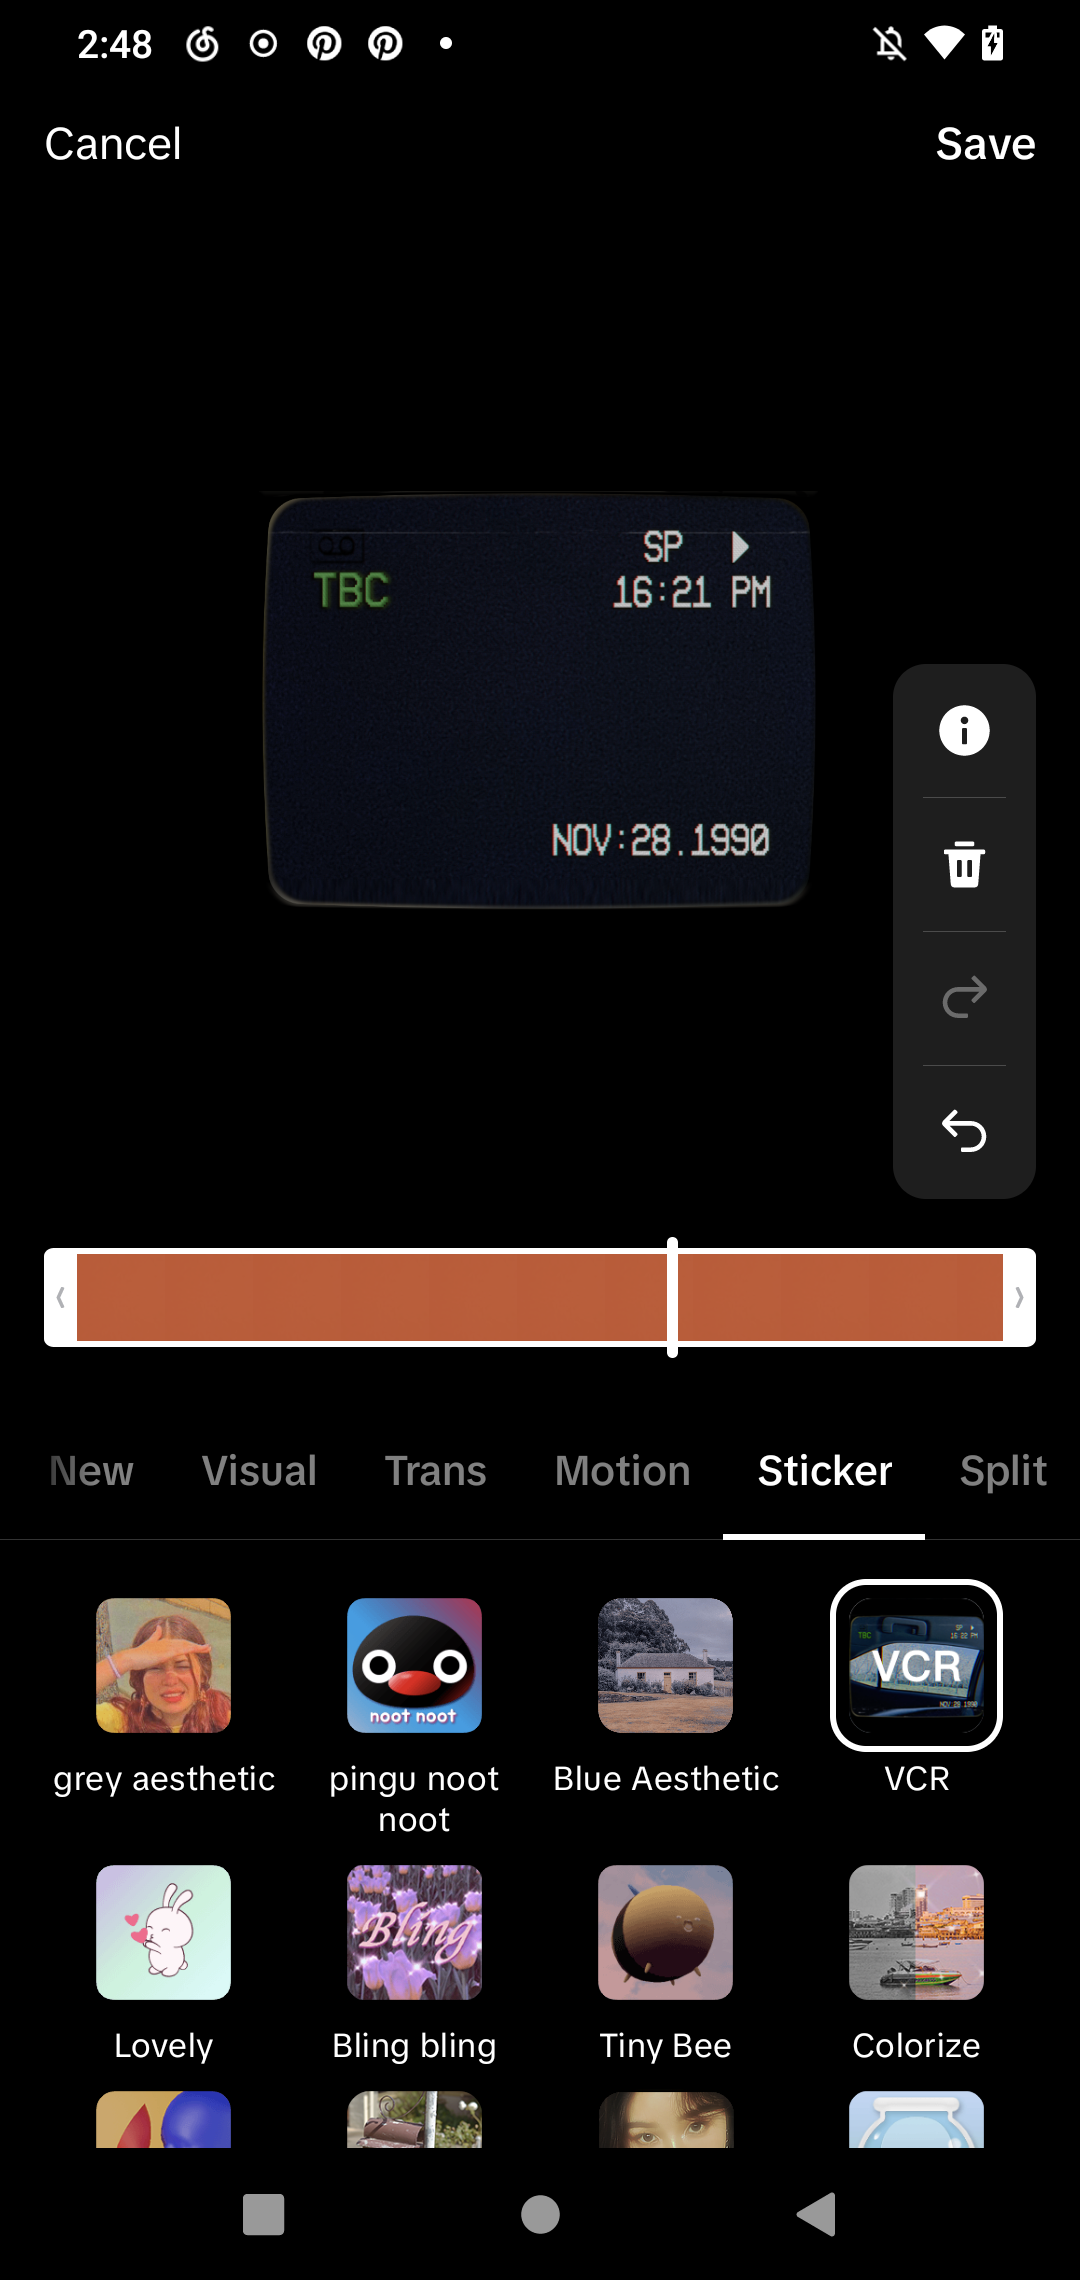 2:48
Cancel
Save
SP
TBC
16:21 PM
NOV:28.1990
New
Visual
Trans
Motion
Sticker
Split
noot noot
TBC
VCR
grey aesthetic
pingu noot
noot
Blue Aesthetic
VCR
Bling
Lovely
Bling bling
Tiny Bee
Colorize